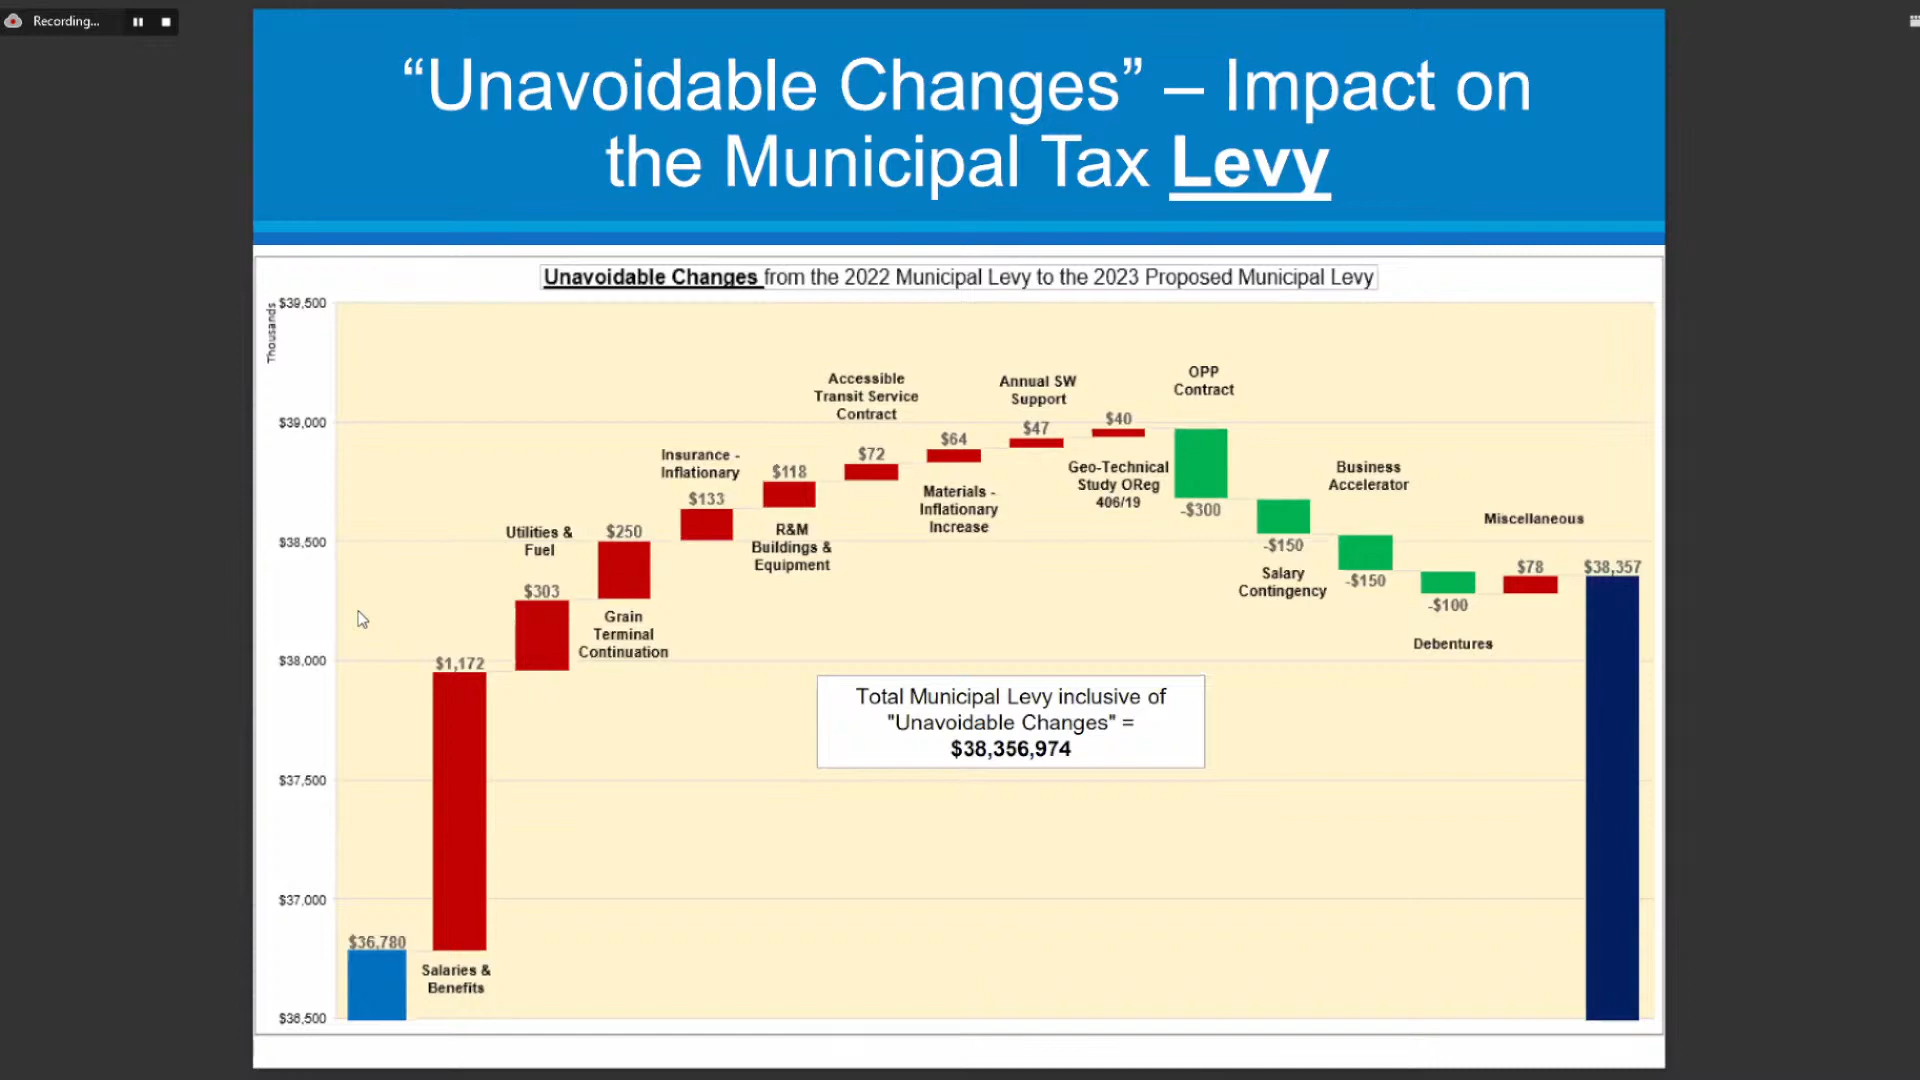 Recording...
“Unavoidable Changes” – Impact on
the Municipal Tax Levy
Unavoidable Changes from the 2022 Municipal Levy to the 2023 Proposed Municipal Levy
Thousands
$39,500
$39,000
$38,500
$38,000
$37,500
$37,000
$36,500
$36,780
$1,172
Salaries &
Benefits
Utilities &
Fuel
$303
$250
Grain
Terminal
Continuation
Insurance -
Inflationary
$133
$118
R&M
Buildings &
Equipment
Accessible
Transit Service
Contract
$72
$64
Materials -
Inflationary
Increase
Annual SW
Support
$47
$40
Geo-Technical
Study OReg
406/19
OPP
Contract
-$300
-$150
Salary
Contingency
Business
Accelerator
-$150
-$100
Debentures
Miscellaneous
$78
$38,357
Total Municipal Levy inclusive of
"Unavoidable Changes" =
$38,356,974